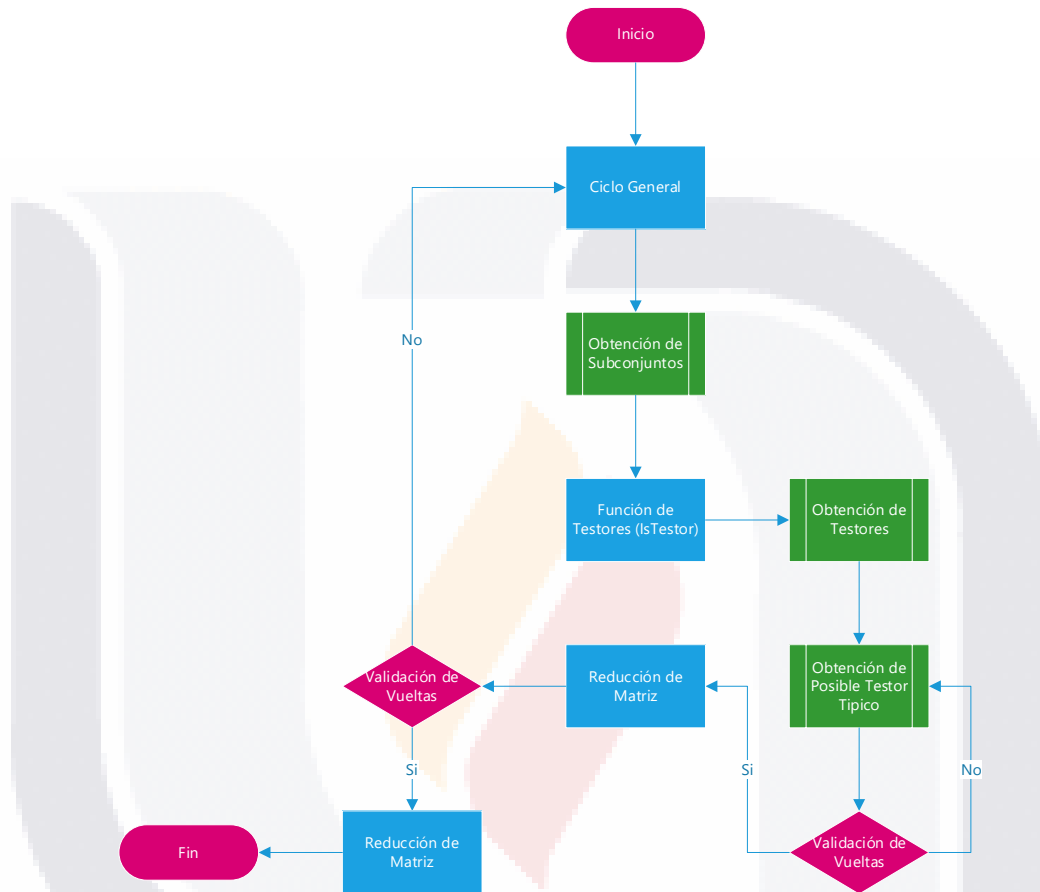 Inicio
Ciclo General
No
Obtención de
Subconjuntos
Función de
Testores (IsTestor)
Obtención de
Testores
Validación de
Vueltas
Reducción de
Matriz
Obtención de
Posible Testor
Tipico
Si
Si
No
Fin
Reducción de
Matriz
Validación de
Vueltas